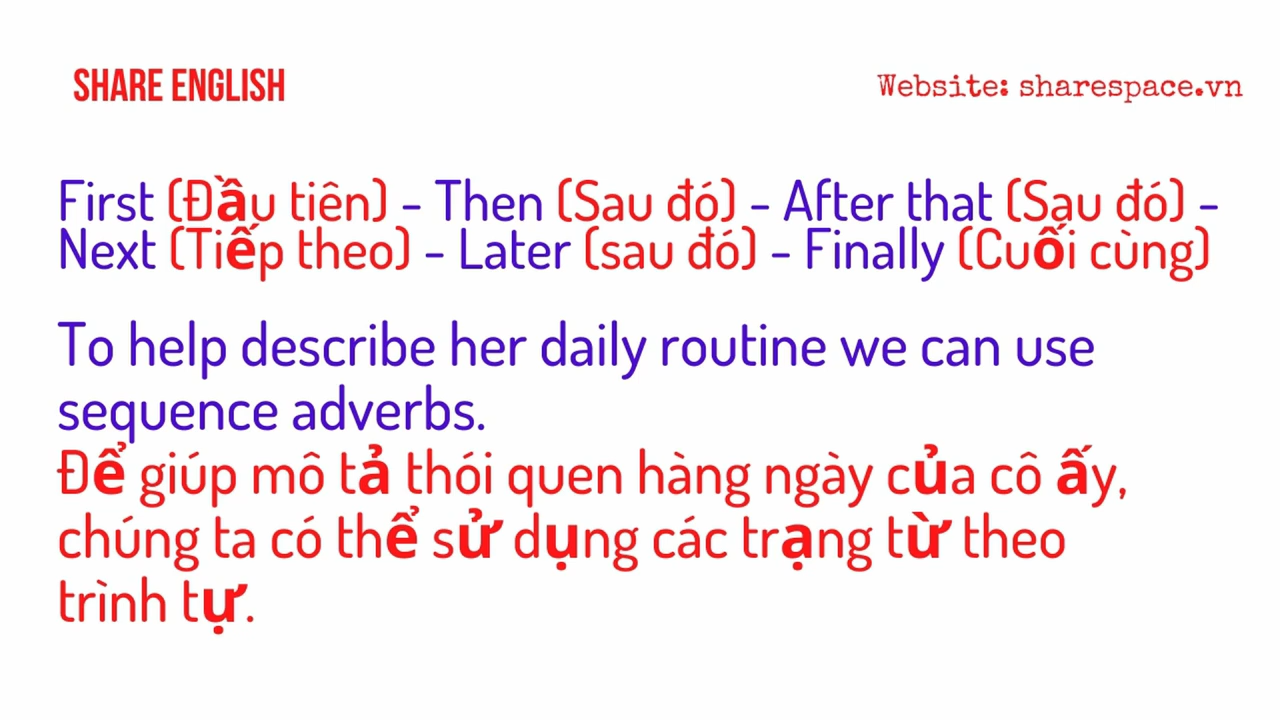 SHARE ENGLISH
Website: sharespace.vn
First (Đầu tiên) – Then (Sau đó) – After that (Sau đó) –
Next (Tiếp theo) – Later (sau đó) – Finally (Cuối cùng)
To help describe her daily routine we can use
sequence adverbs.
Để giúp mô tả thói quen hàng ngày của cô ấy,
chúng ta có thể sử dụng các trạng từ theo
trình tự.